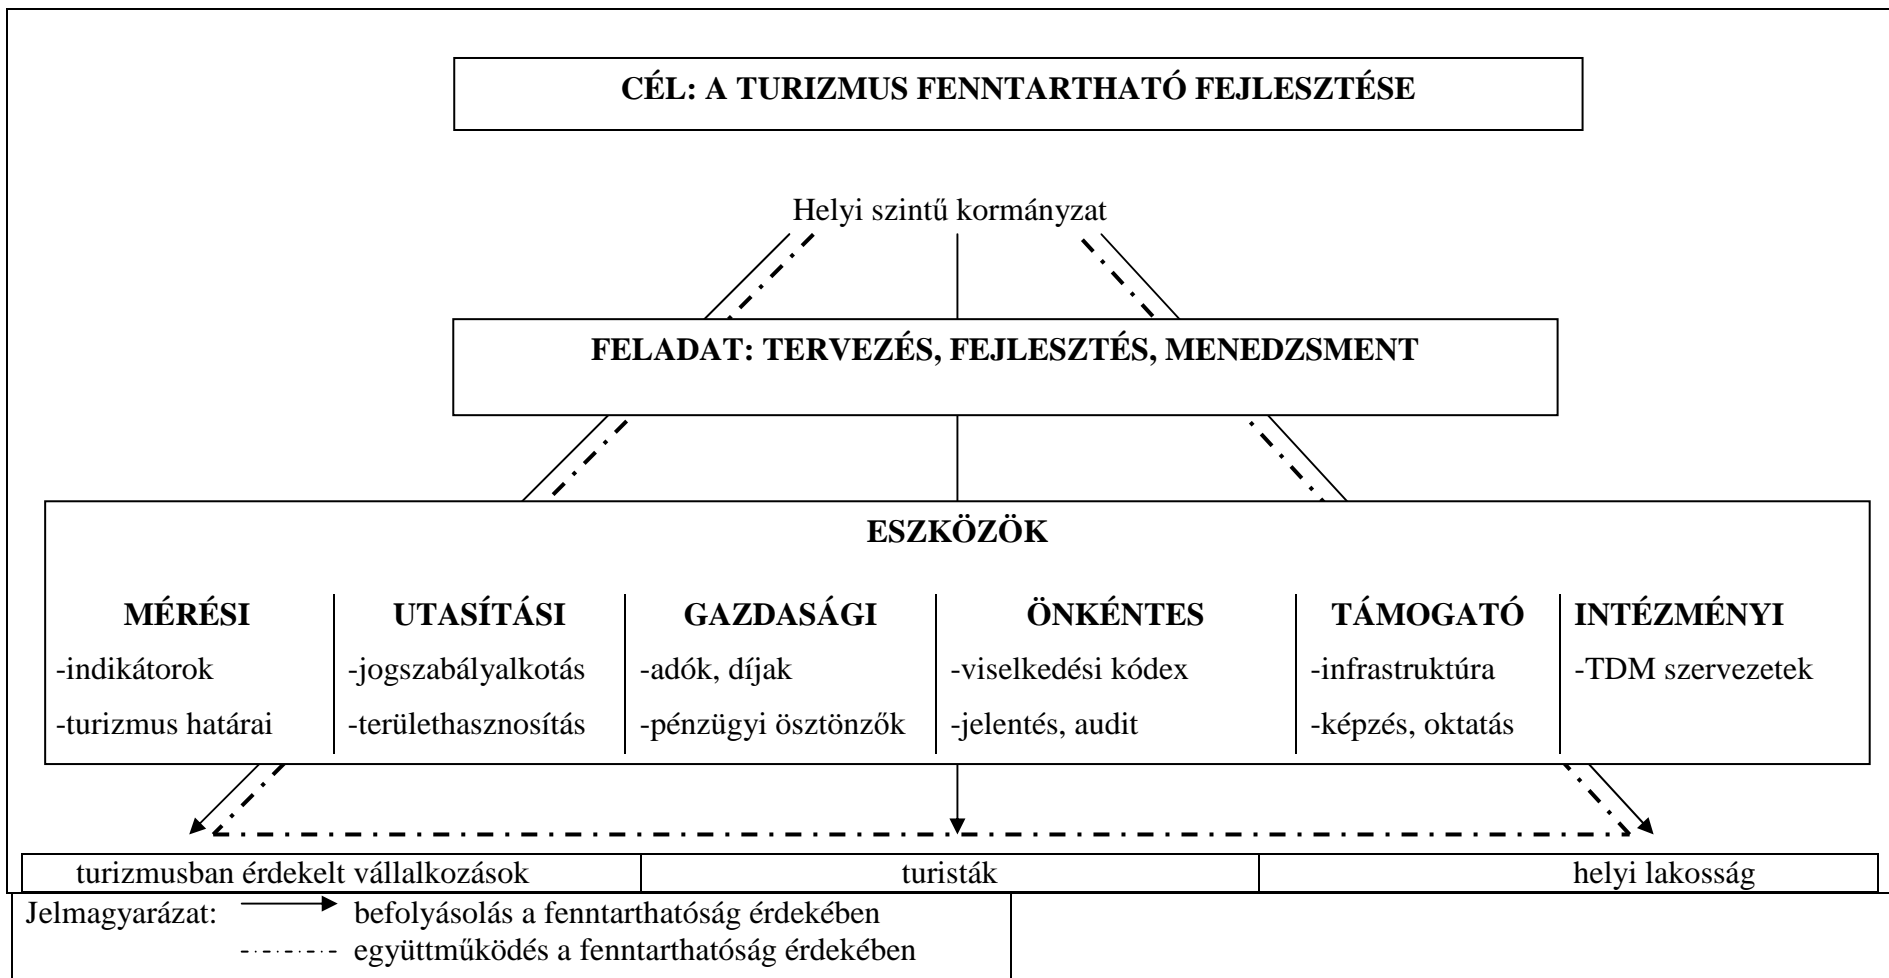 CÉL: A TURIZMUS FENNTARTHATÓ FEJLESZTÉSE
Helyi szintű kormányzat
FELADAT: TERVEZÉS, FEJLESZTÉS, MENEDZSMENT
ESZKÖZÖK
MÉRÉSI
-indikátorok
-turizmus határai
UTASÍTÁSI
-jogszabályalkotás
-területhasznosítás
GAZDASÁGI
-adók, díjak
-pénzügyi ösztönzők
ÖNKÉNTES
-viselkedési kódex
-jelentés, audit
TÁMOGATÓ
-infrastruktúra
-képzés, oktatás
INTÉZMÉNYI
-TDM szervezetek
turizmusban érdekelt vállalkozások
turisták
helyi lakosság
Jelmagyarázat:
befolyásolás a fenntarthatóság érdekében
együttműködés a fenntarthatóság érdekében